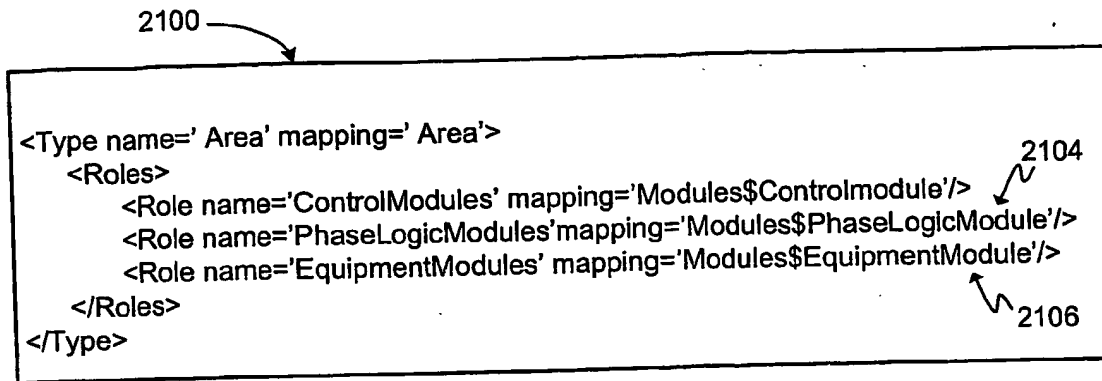 2100
<Type name=' Area' mapping=' Area'>
<Roles>
2104
<Role name='ControlModules' mapping='Modules$Controlmodule'/>
<Role name='PhaseLogicModules'mapping='Modules$PhaseLogicModule'/>
<Role name='EquipmentModules' mapping='Modules$EquipmentModule'/>
</Roles>
2106
</Type>